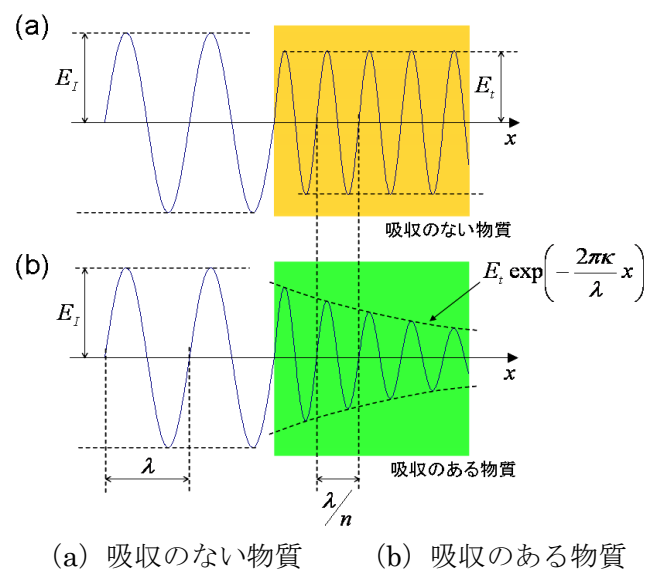 (a)
E_I
E_t
x
吸収のない物質
(b)
E_t exp(-2πκ/λ x)
E_I
x
λ
吸収のある物質
λ/n
(a) 吸収のない物質 (b) 吸収のある物質